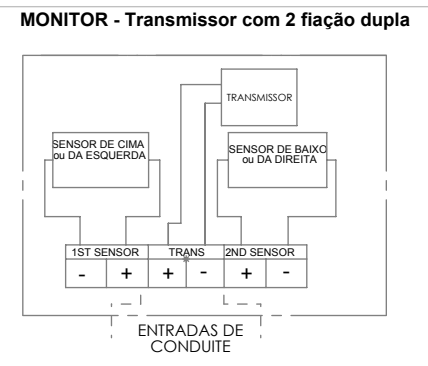 MONITOR - Transmissor com 2 fiação dupla
TRANSMISSOR
SENSOR DE CIMA
ou DA ESQUERDA
SENSOR DE BAIXO
ou DA DIREITA
1ST SENSOR TRANS 2ND SENSOR
- + + - + -
ENTRADAS DE
CONDUITE